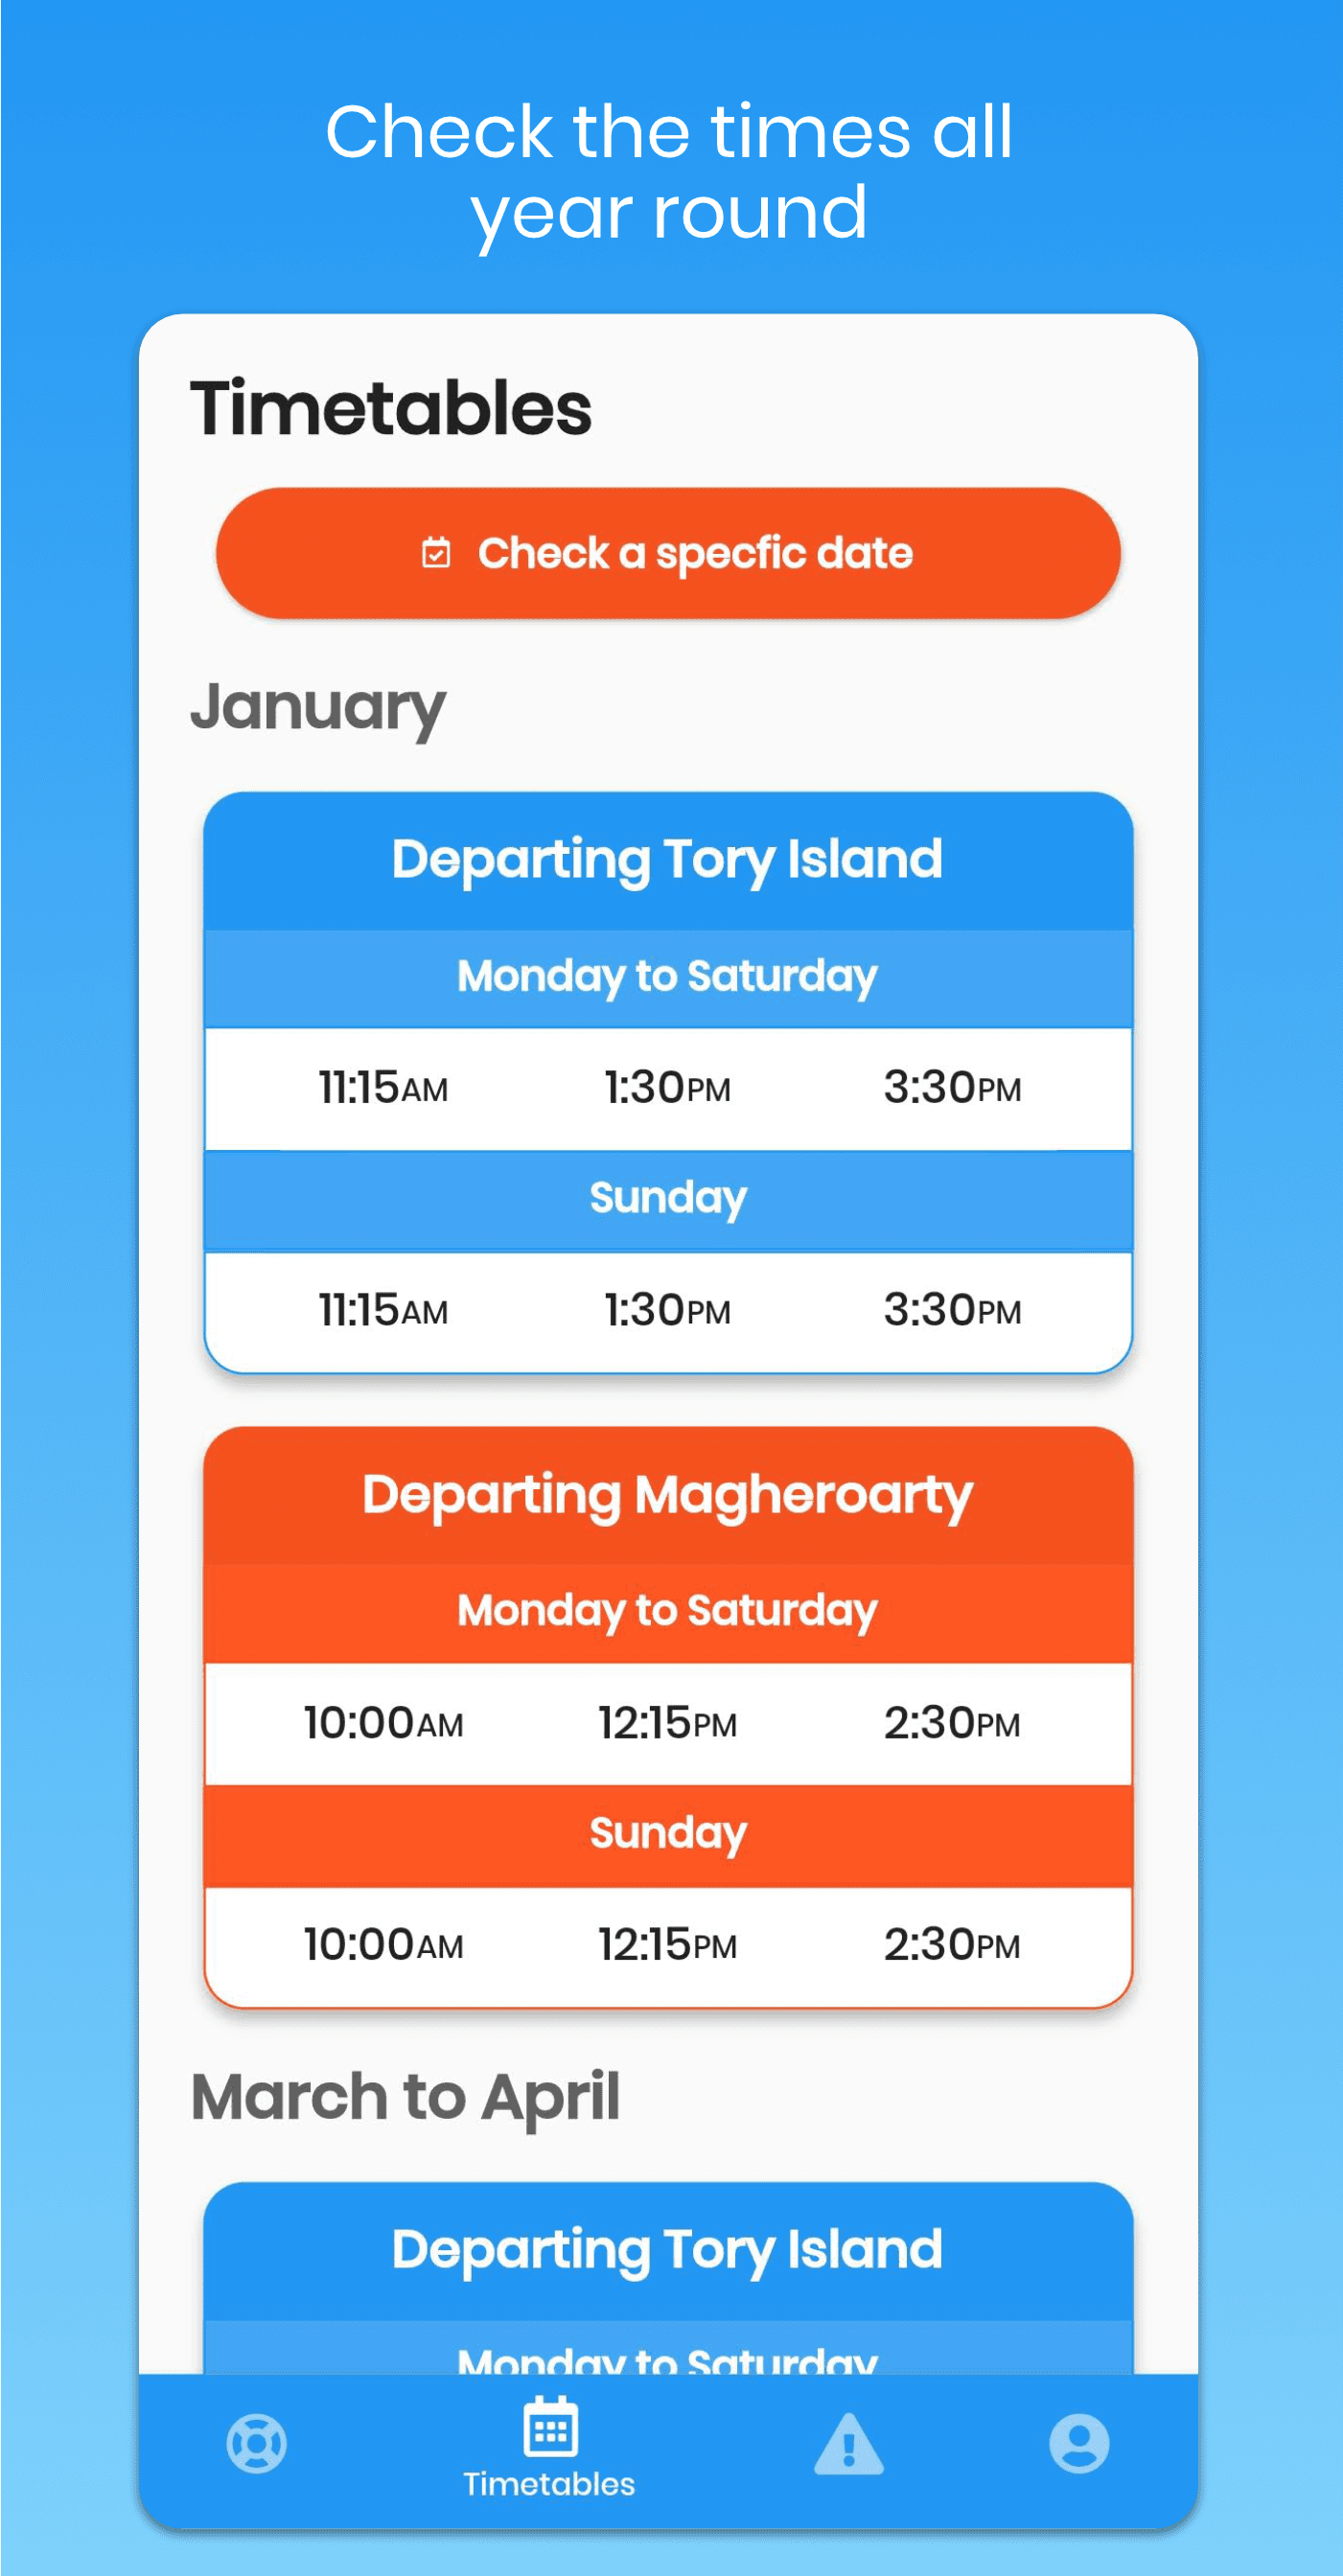 Check the times all
year round
Timetables
Check a specfic date
January
Departing Tory Island
Monday to Saturday
11:15AM 1:30PM 3:30PM
Sunday
11:15AM 1:30PM 3:30PM
Departing Magheroarty
Monday to Saturday
10:00AM 12:15PM 2:30PM
Sunday
10:00AM 12:15PM 2:30PM
March to April
Departing Tory Island
Monday to Saturday
Timetables